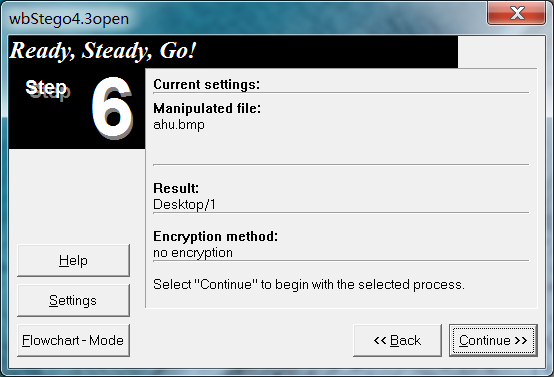 wbStego4.3open
Ready, Steady, Go!
Step 6
Current settings:
Manipulated file:
ahu.bmp
Result:
Desktop/1
Encryption method:
no encryption
Select "Continue" to begin with the selected process.
Help
Settings
Flowchart - Mode
<< Back
Continue >>